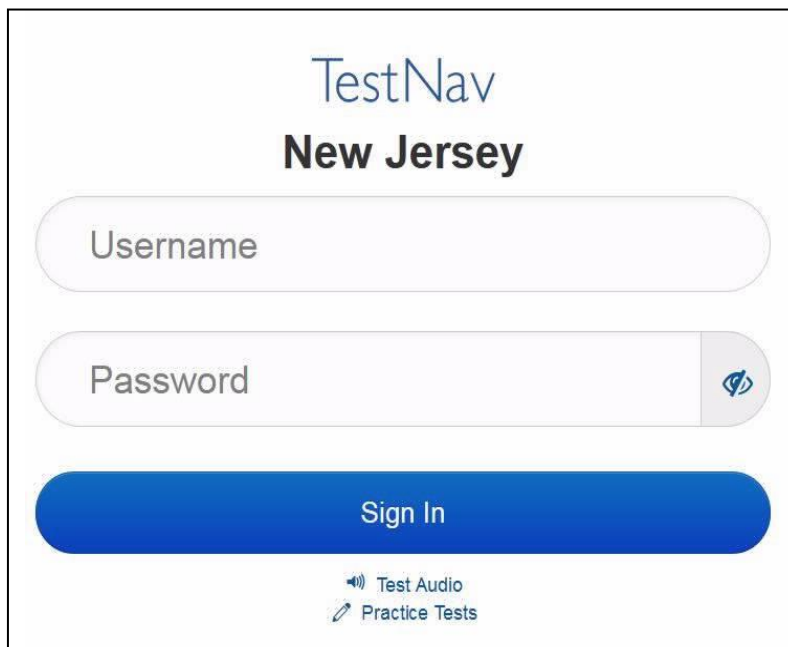 TestNav
New Jersey
Username
Password
Sign In
Test Audio
Practice Tests